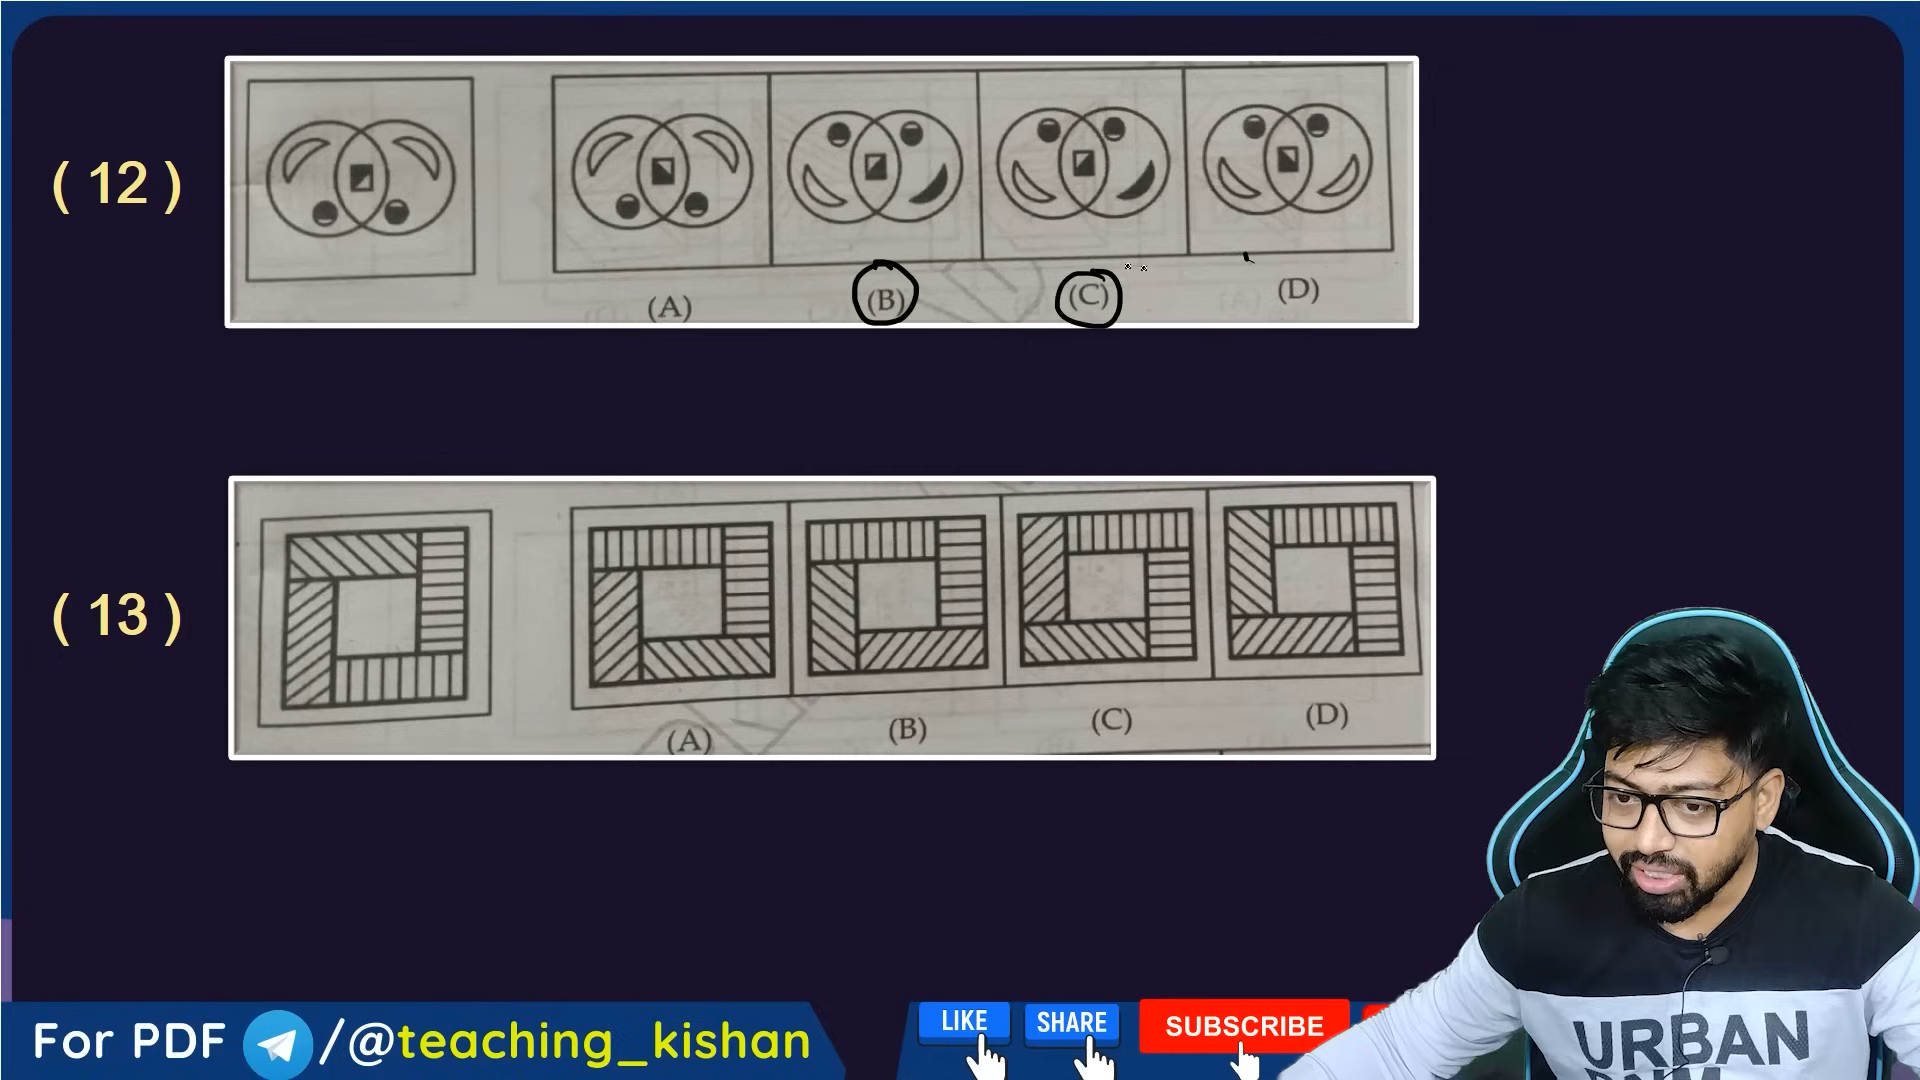 ( 12 )
(A)
(B)
(C)
(D)
( 13 )
(A)
(B)
(C)
(D)
For PDF /@teaching_kishan
LIKE
SHARE
SUBSCRIBE
URBAN